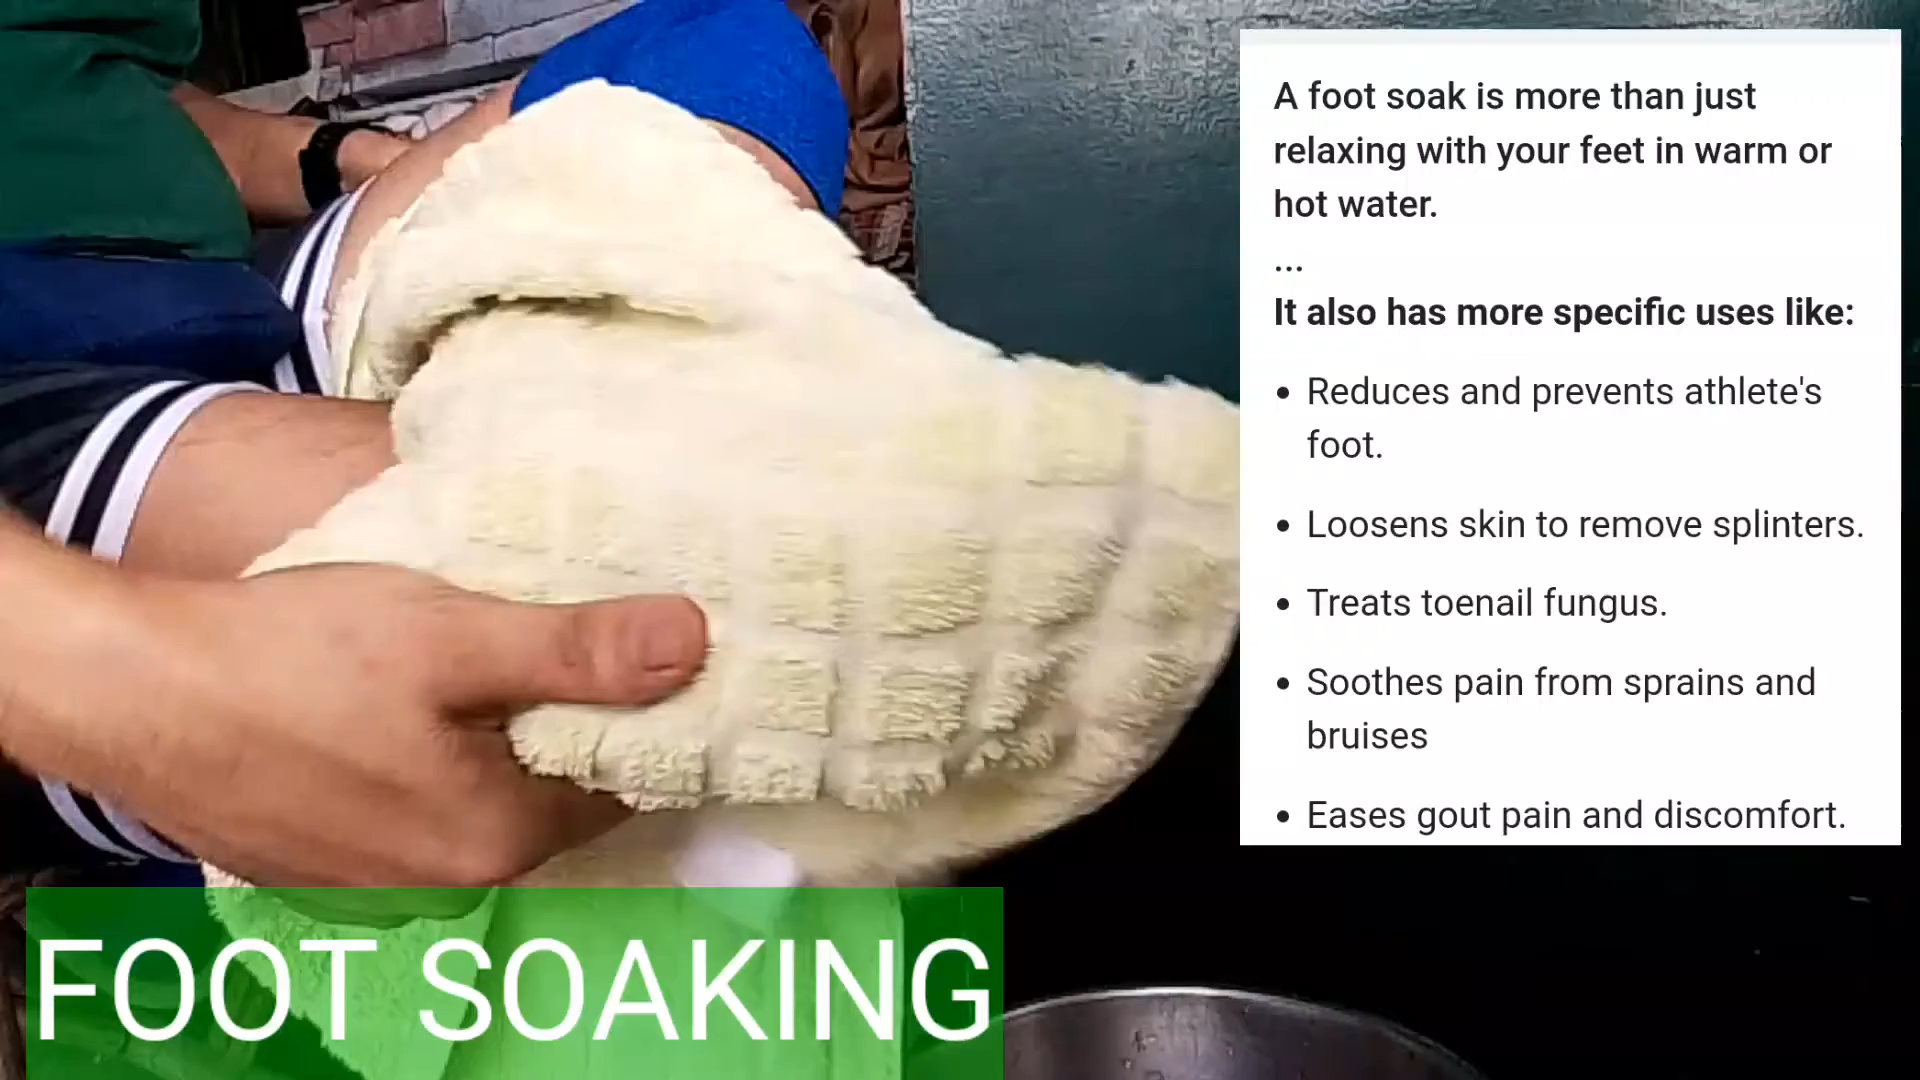 A foot soak is more than just
relaxing with your feet in warm or
hot water.
...
It also has more specific uses like:
• Reduces and prevents athlete's
foot.
• Loosens skin to remove splinters.
• Treats toenail fungus.
• Soothes pain from sprains and
bruises
• Eases gout pain and discomfort.
FOOT SOAKING